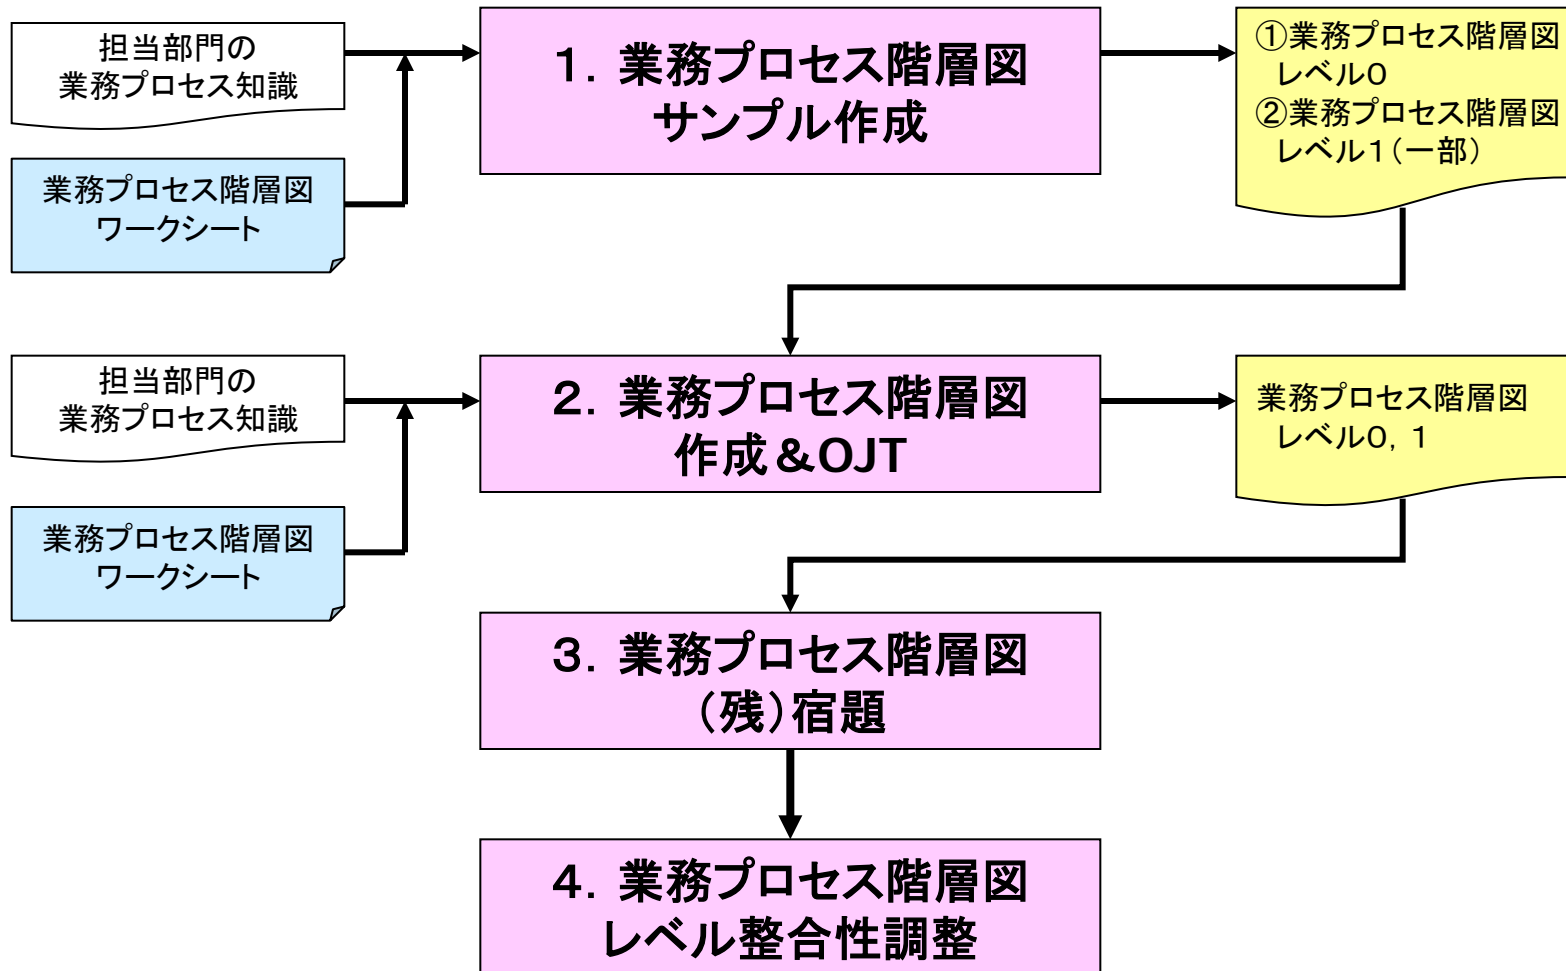 担当部門の
業務プロセス知識
業務プロセス階層図
ワークシート
１．業務プロセス階層図
サンプル作成
①業務プロセス階層図
レベル０
②業務プロセス階層図
レベル１（一部）
担当部門の
業務プロセス知識
業務プロセス階層図
ワークシート
２．業務プロセス階層図
作成＆OJT
業務プロセス階層図
レベル０，１
３．業務プロセス階層図
（残）宿題
４．業務プロセス階層図
レベル整合性調整